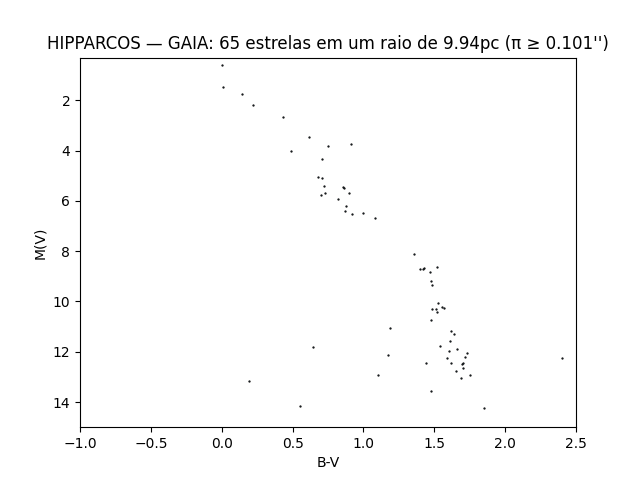 HIPPARCOS — GAIA: 65 estrelas em um raio de 9.94pc (π ≥ 0.101'')
2
4
6
8
10
12
14
M(V)
−1.0 −0.5 0.0 0.5 1.0 1.5 2.0 2.5
B-V